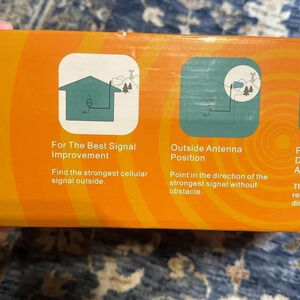 For The Best Signal
Improvement
Find the strongest cellular
signal outside.
Outside Antenna
Position
Point in the direction of the
strongest signal without
obstacle.